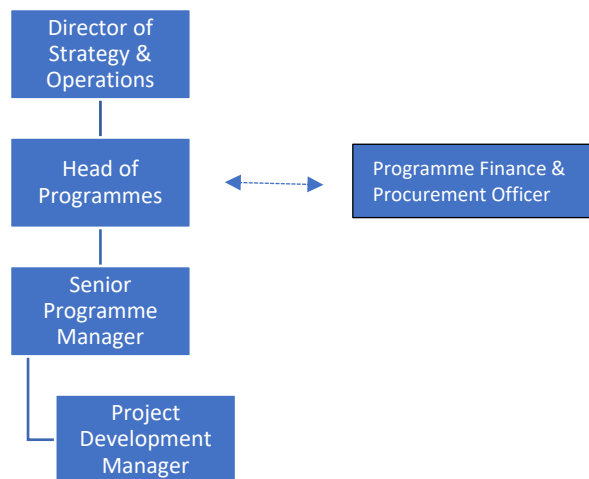 Director of
Strategy &
Operations
Head of
Programmes
Programme Finance &
Procurement Officer
Senior
Programme
Manager
Project
Development
Manager